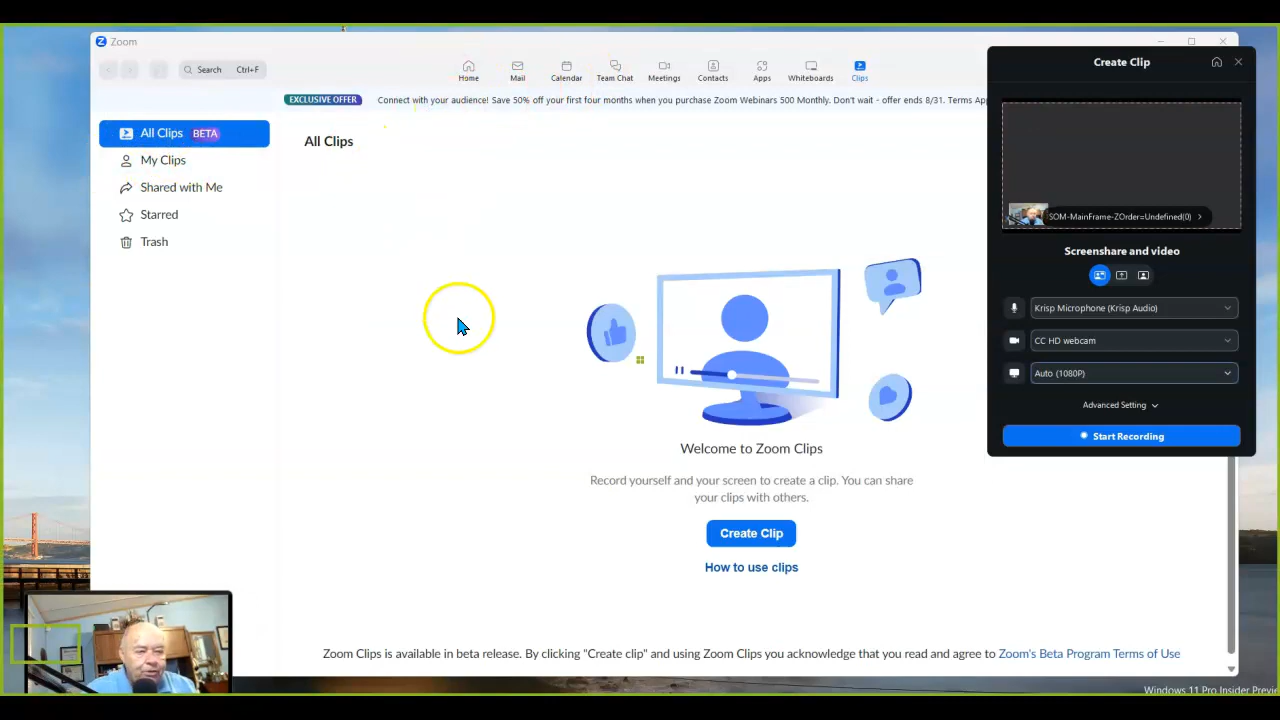 Zoom
Search Ctrl+F
Home
Mail
Calendar
Team Chat
Meetings
Contacts
Apps
Whiteboards
Clips
EXCLUSIVE OFFER Connect with your audience! Save 50% off your first four months when you purchase Zoom Webinars 500 Monthly. Don't wait - offer ends 8/31. Terms App
All Clips BETA
My Clips
Shared with Me
Starred
Trash
All Clips
Welcome to Zoom Clips
Record yourself and your screen to create a clip. You can share
your clips with others.
Create Clip
How to use clips
Zoom Clips is available in beta release. By clicking "Create clip" and using Zoom Clips you acknowledge that you read and agree to Zoom's Beta Program Terms of Use
Create Clip
SOM-MainFrame-ZOrder=Undefined(0)
Screenshare and video
Krisp Microphone (Krisp Audio)
CC HD webcam
Auto (1080P)
Advanced Setting
Start Recording
Windows 11 Pro Insider Previe